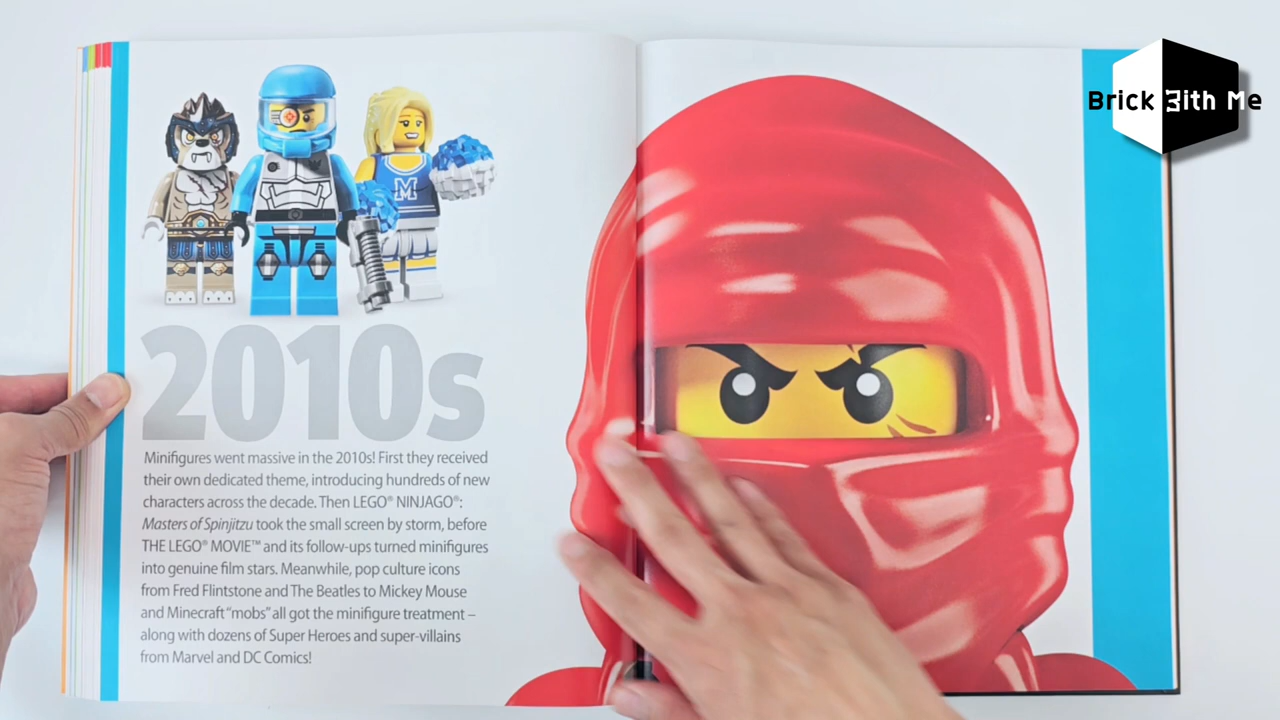 Brick With Me
M
2010s
Minifigures went massive in the 2010s! First they received
their own dedicated theme, introducing hundreds of new
characters across the decade. Then LEGO® NINJAGO®:
Masters of Spinjitzu took the small screen by storm, before
THE LEGO® MOVIE™ and its follow-ups turned minifigures
into genuine film stars. Meanwhile, pop culture icons
from Fred Flintstone and The Beatles to Mickey Mouse
and Minecraft “mobs” all got the minifigure treatment –
along with dozens of Super Heroes and super-villains
from Marvel and DC Comics!